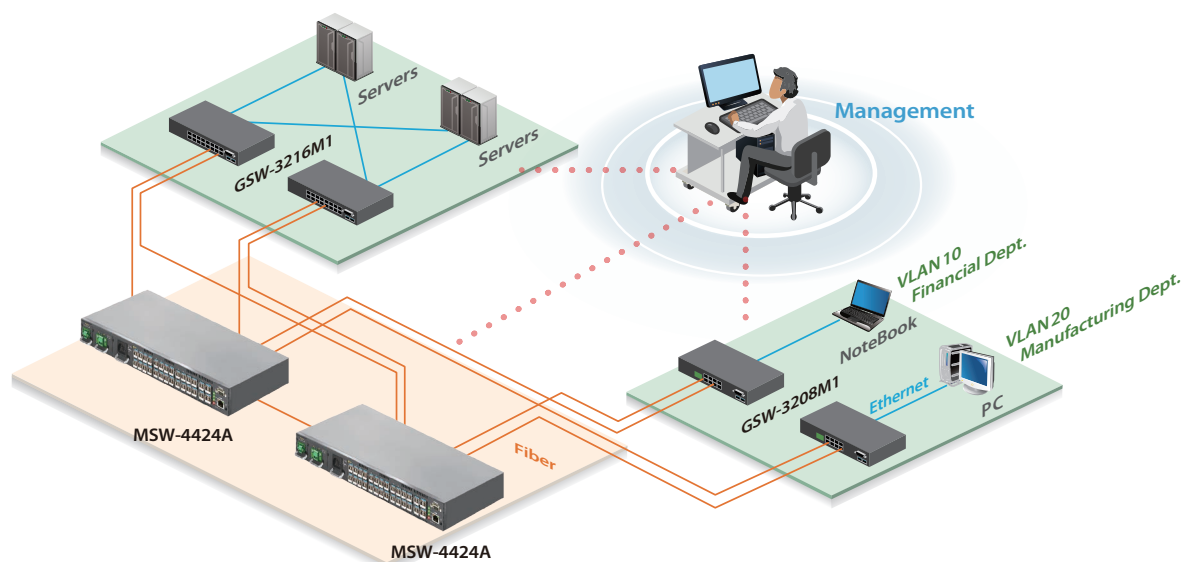 Servers
Servers
GSW-3216M1
Management
VLAN 10
Financial Dept.
VLAN 20
Manufacturing Dept.
NoteBook
GSW-3208M1
Ethernet
PC
MSW-4424A
Fiber
MSW-4424A